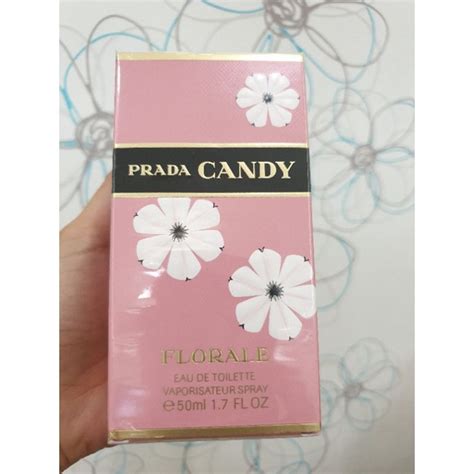 PRADA CANDY
FLORALE
EAU DE TOILETTE
VAPORISATEUR SPRAY
℮50ml 1.7 FL OZ